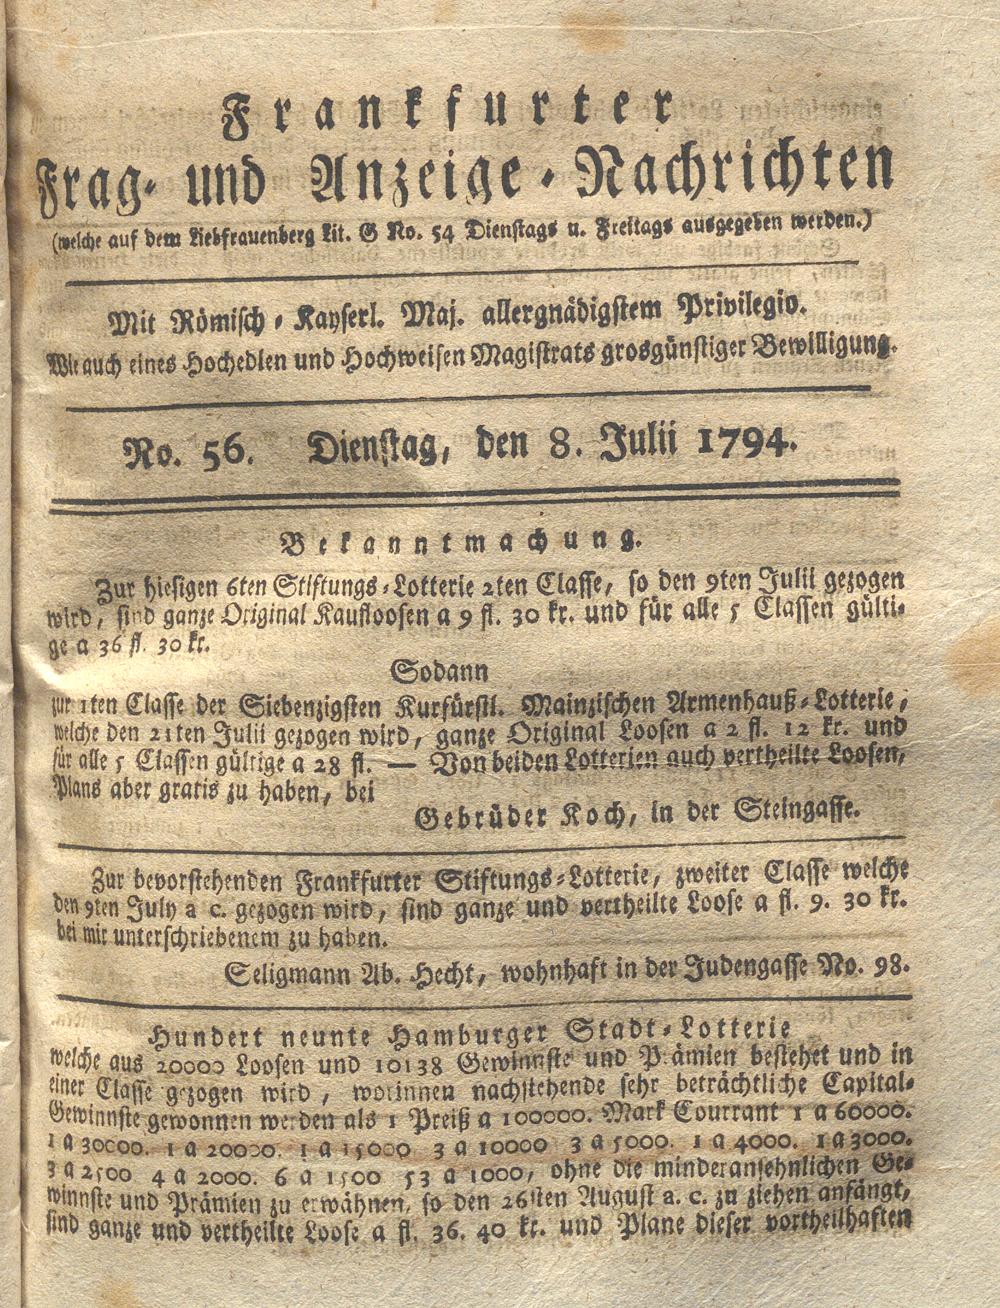 Frankfurter
Frag- und Anzeige-Nachrichten
(welche auf dem Liebfrauenberg Lit. G No. 54 Dienstags u. Freitags ausgegeben werden.)
Mit Römisch-Kayserl. Maj. allergnädigstem Privilegio.
Wie auch eines Hochedlen und Hochweisen Magistrats grosgünstiger Bewilligung.
No. 56. Dienstag, den 8. Julii 1794.
Bekanntmachung.
Zur hiesigen 6ten Stiftungs-Lotterie 2ten Classe, so den 9ten Julii gezogen
wird, sind ganze Original Kaufloosen a 9 fl. 30 kr. und für alle 5 Classen gülti-
ge a 36 fl. 30 kr.
Sodann
zur 1ten Classe der Siebenzigsten Kurfürstl. Mainzischen Armenhauß-Lotterie,
welche den 21ten Julii gezogen wird, ganze Original Loosen a 2 fl. 12 kr. und
für alle 5 Classen gültige a 28 fl. — Von beiden Lotterien auch vertheilte Loosen,
Plans aber gratis zu haben, bei
Gebrüder Koch, in der Steingasse.
Zur bevorstehenden Frankfurter Stiftungs-Lotterie, zweiter Classe welche
den 9ten July a c. gezogen wird, sind ganze und vertheilte Loose a fl. 9. 30 kr.
bei mir unterschriebenem zu haben.
Seligmann Ab. Hecht, wohnhaft in der Judengasse No. 98.
Hundert neunte Hamburger Stadt-Lotterie
welche aus 20000 Loosen und 10138 Gewinnste und Prämien bestehet und in
einer Classe gezogen wird, worinnen nachstehende sehr beträchtliche Capital-
Gewinnste gewonnen werden als 1 Preiß a 100000. Mark Courrant 1 a 60000.
1 a 30000. 1 a 20000. 1 a 15000 3 a 10000 3 a 5000. 1 a 4000. 1 a 3000.
3 a 2500 4 a 2000. 6 a 1500 53 a 1000, ohne die minderansehnlichen Ge-
winnste und Prämien zu erwähnen, so den 26sten August a. c. zu ziehen anfängt,
sind ganze und vertheilte Loose a fl. 36. 40 kr. und Plane dieser vortheilhaften